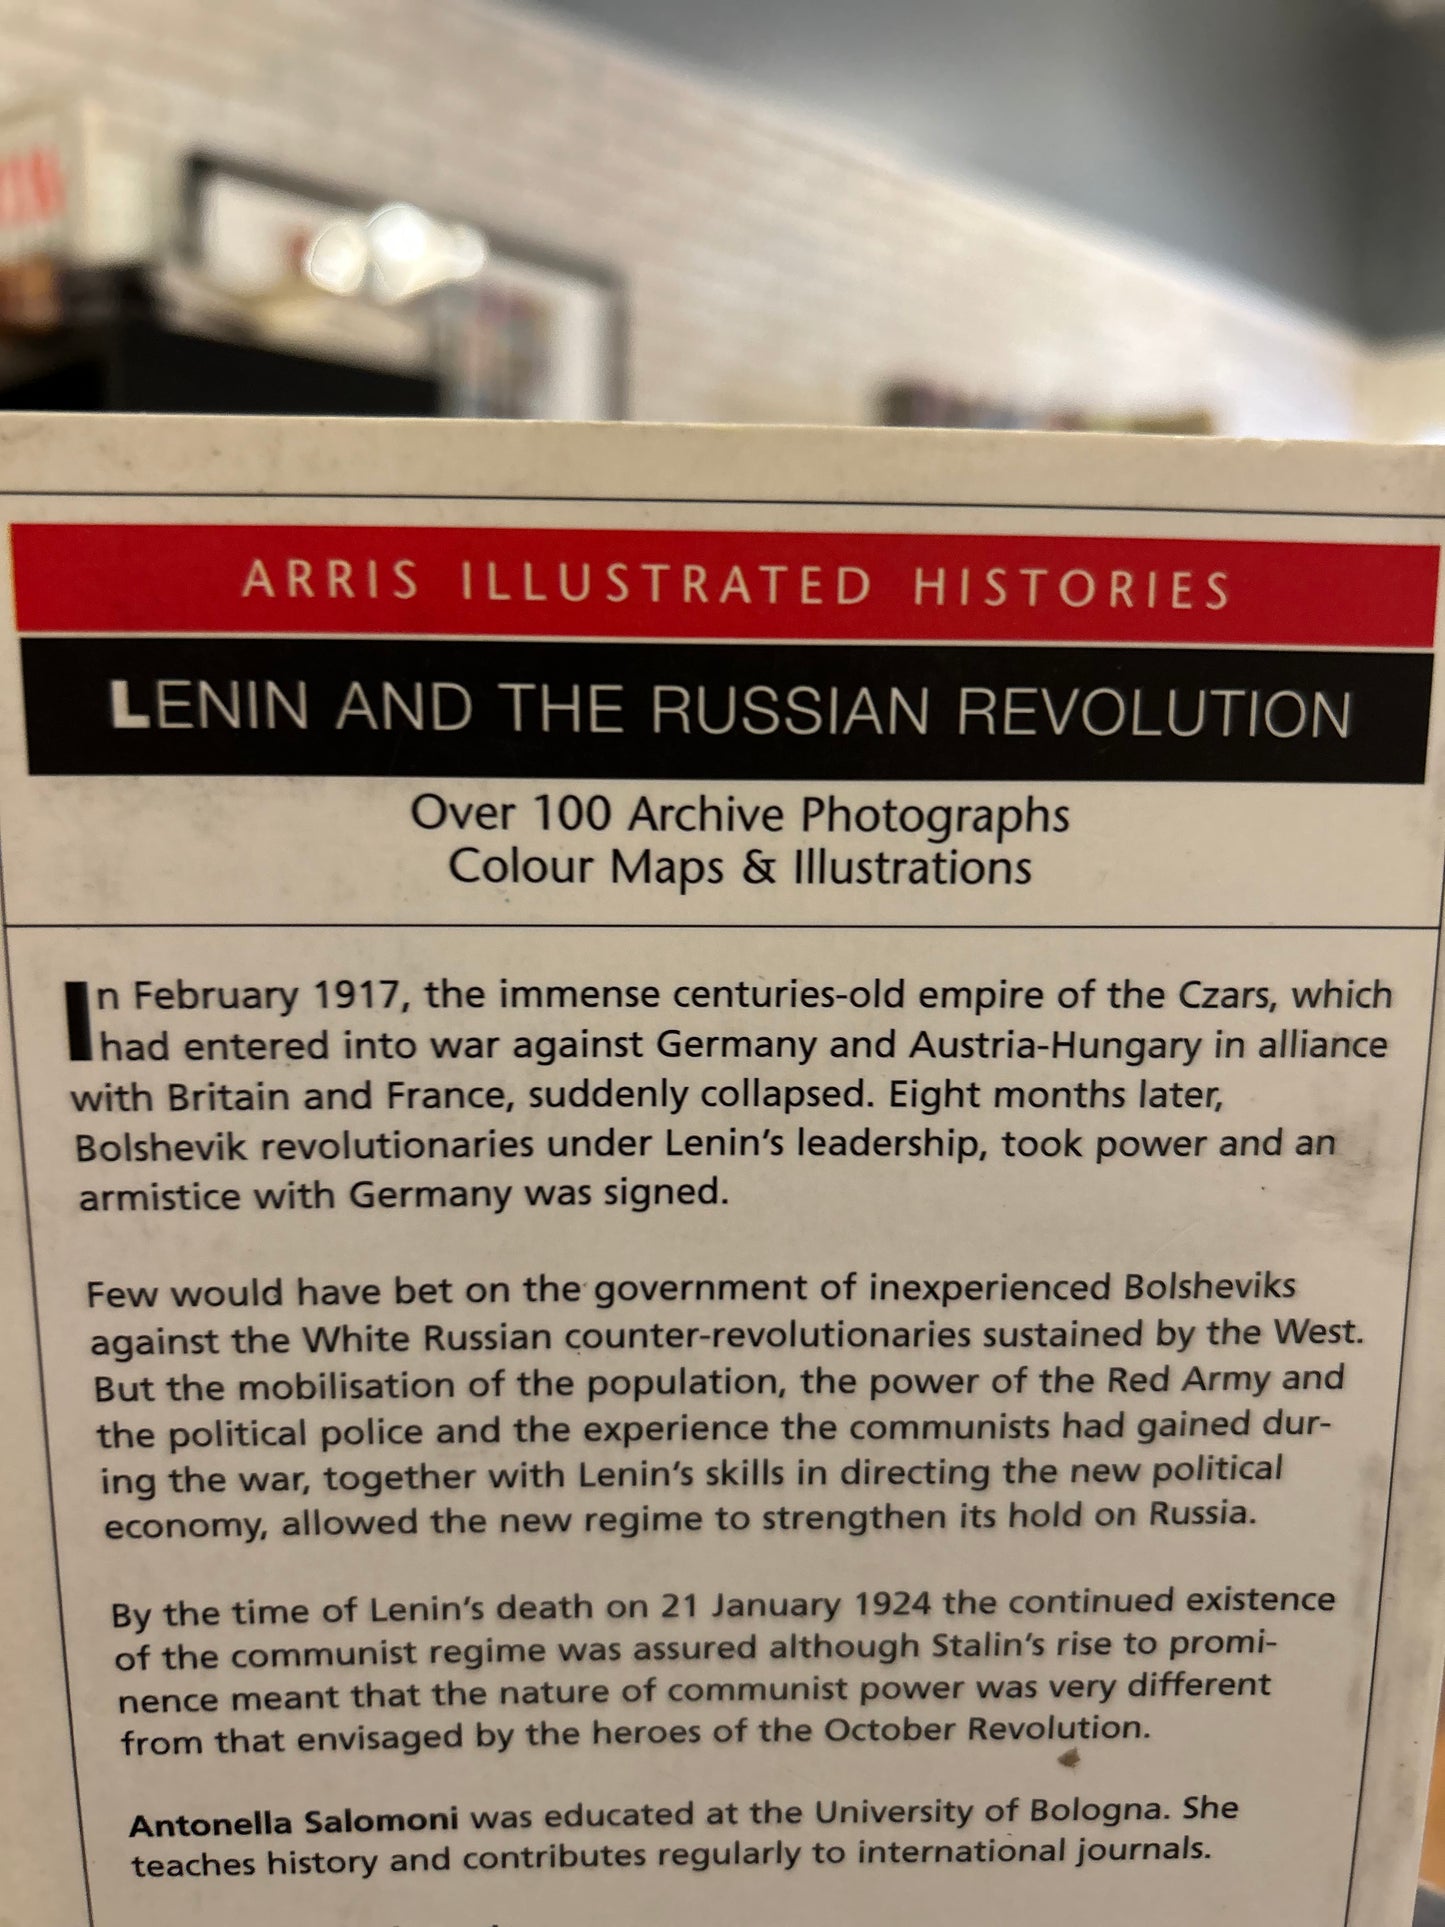 ARRIS ILLUSTRATED HISTORIES
LENIN AND THE RUSSIAN REVOLUTION
Over 100 Archive Photographs
Colour Maps & Illustrations
In February 1917, the immense centuries-old empire of the Czars, which
had entered into war against Germany and Austria-Hungary in alliance
with Britain and France, suddenly collapsed. Eight months later,
Bolshevik revolutionaries under Lenin's leadership, took power and an
armistice with Germany was signed.
Few would have bet on the government of inexperienced Bolsheviks
against the White Russian counter-revolutionaries sustained by the West.
But the mobilisation of the population, the power of the Red Army and
the political police and the experience the communists had gained dur-
ing the war, together with Lenin's skills in directing the new political
economy, allowed the new regime to strengthen its hold on Russia.
By the time of Lenin's death on 21 January 1924 the continued existence
of the communist regime was assured although Stalin's rise to promi-
nence meant that the nature of communist power was very different
from that envisaged by the heroes of the October Revolution.
Antonella Salomoni was educated at the University of Bologna. She
teaches history and contributes regularly to international journals.